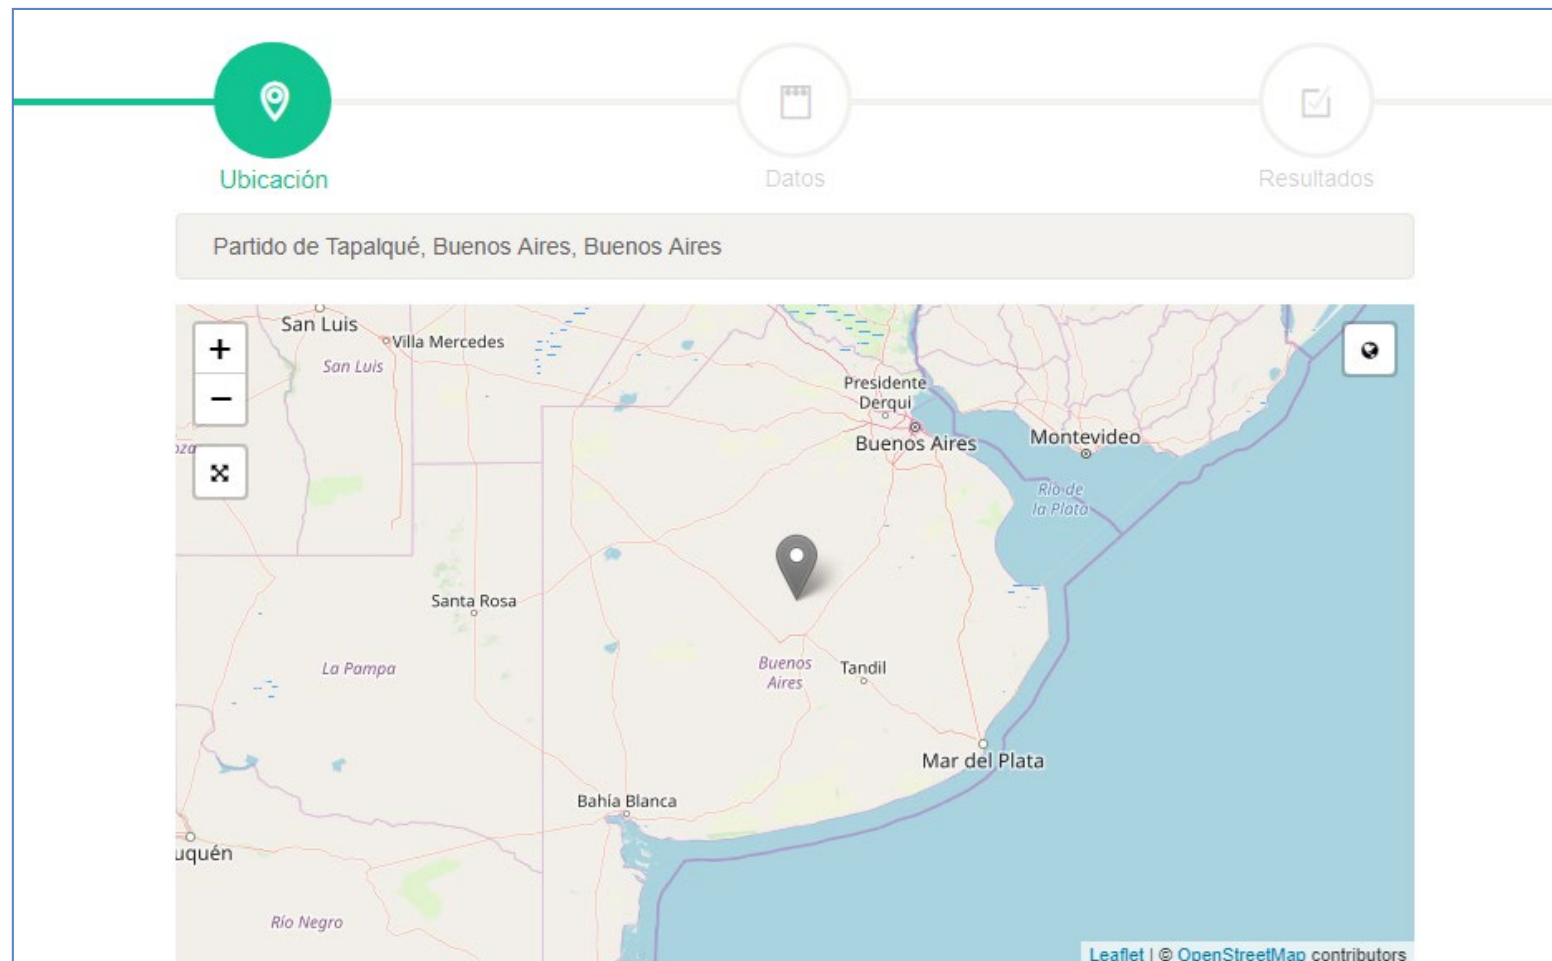 Ubicación
Datos
Resultados
Partido de Tapalqué, Buenos Aires, Buenos Aires
+
−
San Luis
Villa Mercedes
San Luis
Presidente
Derqui
Buenos Aires
Montevideo
Río de
la Plata
Santa Rosa
La Pampa
Buenos
Aires
Tandil
Mar del Plata
Bahía Blanca
uquén
Río Negro
Leaflet | © OpenStreetMap contributors